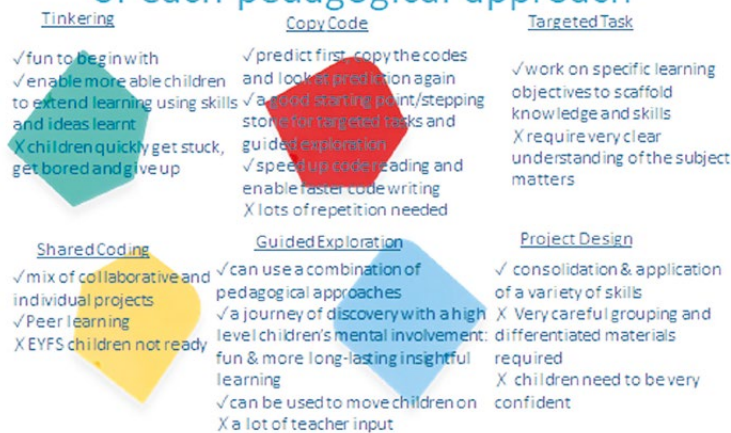 of each pedagogical approach
Tinkering
✓fun to begin with
✓enable more able children
to extend learning using skills
and ideas learnt
X children quickly get stuck,
get bored and give up
Copy Code
✓predict first, copy the codes
and look at prediction again
✓a good starting point/stepping
stone for targeted tasks and
guided exploration
✓speed up code reading and
enable faster code writing
X lots of repetition needed
Targeted Task
✓work on specific learning
objectives to scaffold
knowledge and skills
X require very clear
understanding of the subject
matters
Shared Coding
✓mix of collaborative and
individual projects
✓Peer learning
X EYFS children not ready
Guided Exploration
✓can use a combination of
pedagogical approaches
✓a journey of discovery with a high
level children's mental involvement:
fun & more long-lasting insightful
learning
✓can be used to move children on
X a lot of teacher input
Project Design
✓ consolidation & application
of a variety of skills
X Very careful grouping and
differentiated materials
required
X children need to be very
confident